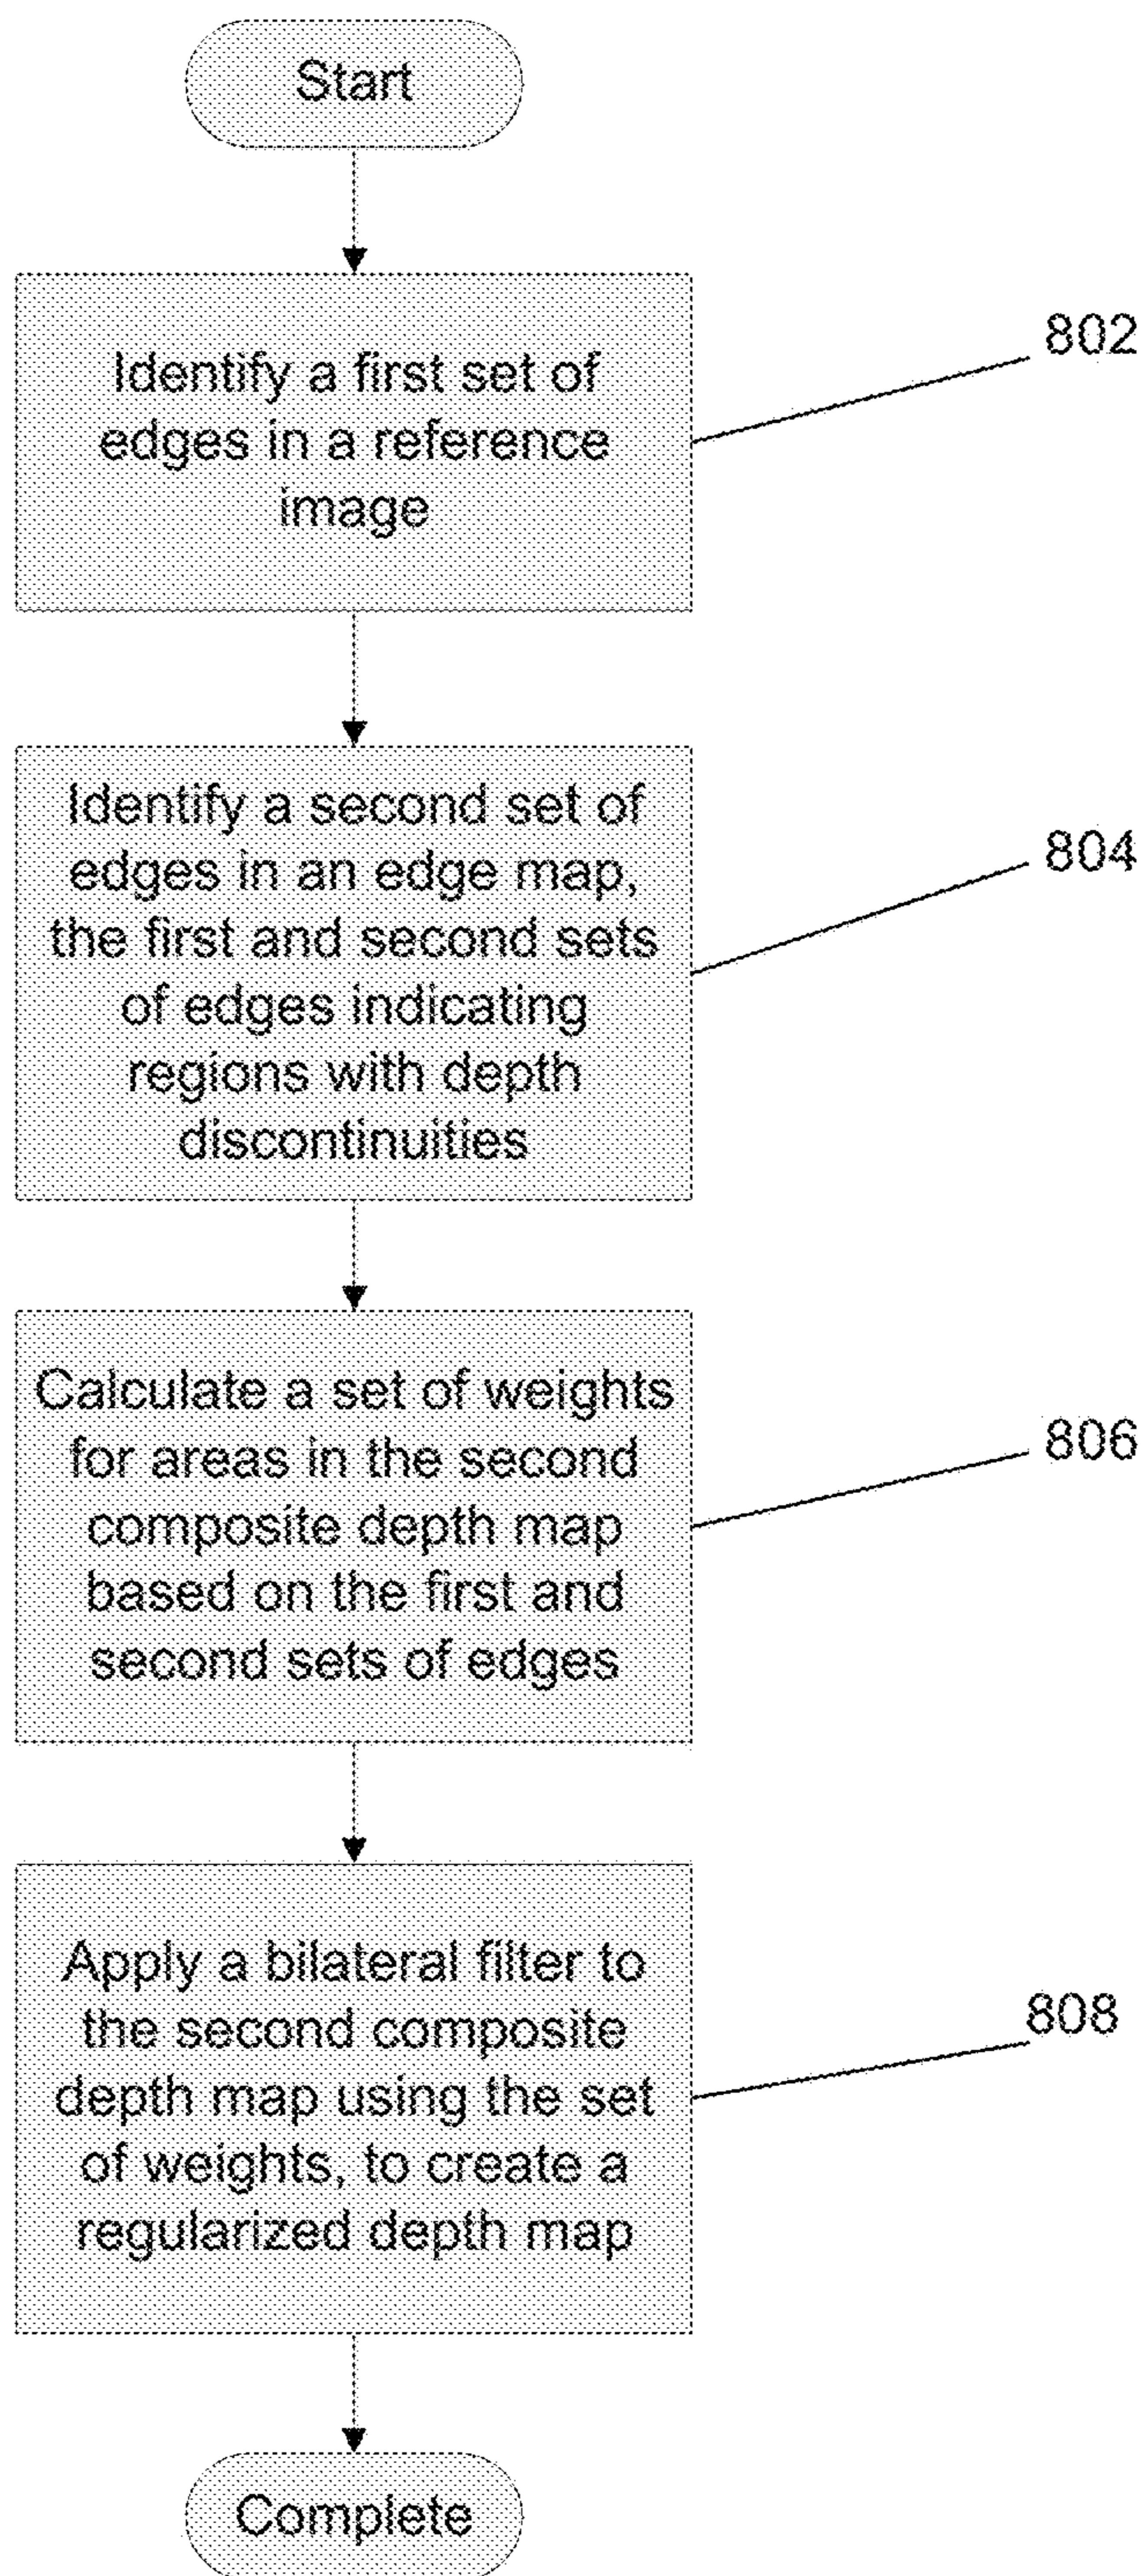 Start
Identify a first set of
edges in a reference
image
802
Identify a second set of
edges in an edge map,
the first and second sets
of edges indicating
regions with depth
discontinuities
804
Calculate a set of weights
for areas in the second
composite depth map
based on the first and
second sets of edges
806
Apply a bilateral filter to
the second composite
depth map using the set
of weights, to create a
regularized depth map
808
Complete